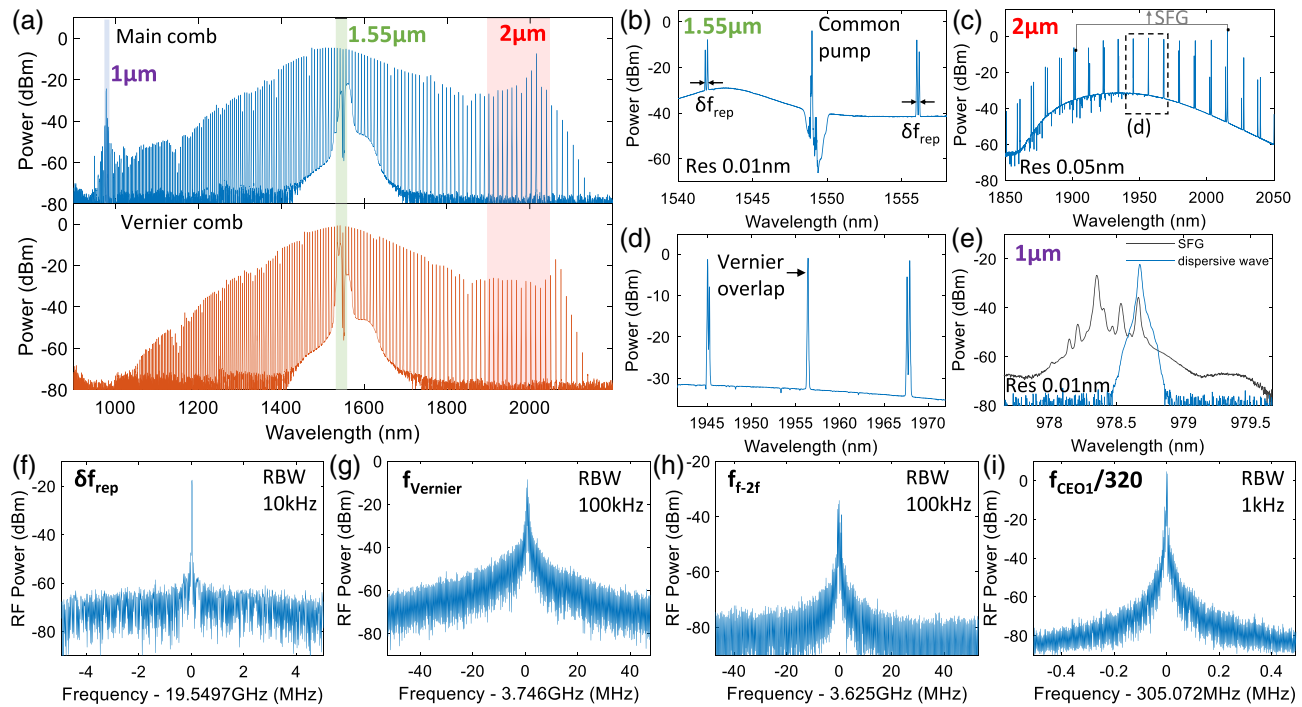 (a)
Main comb
1.55μm
2μm
1μm
Power (dBm)
0
-20
-40
-60
-80
Vernier comb
Power (dBm)
0
-20
-40
-60
-80
1000
1200
1400
1600
1800
2000
Wavelength (nm)
(b)
1.55μm
Common
pump
δfrep
δfrep
Res 0.01nm
Power (dBm)
0
-20
-40
-60
1540
1545
1550
1555
Wavelength (nm)
(c)
2μm
SFG
(d)
Res 0.05nm
Power (dBm)
0
-20
-40
-60
-80
1850
1900
1950
2000
2050
Wavelength (nm)
(d)
Vernier
overlap
Power (dBm)
0
-10
-20
-30
1945
1950
1955
1960
1965
1970
Wavelength (nm)
(e)
1μm
SFG
dispersive wave
Res 0.01nm
Power (dBm)
-20
-40
-60
-80
978
978.5
979
979.5
Wavelength (nm)
(f)
δfrep
RBW
10kHz
RF Power (dBm)
-20
-40
-60
-80
-4
-2
0
2
4
Frequency - 19.5497GHz (MHz)
(g)
fVernier
RBW
100kHz
RF Power (dBm)
0
-20
-40
-60
-80
-40
-20
0
20
40
Frequency - 3.746GHz (MHz)
(h)
ff-2f
RBW
100kHz
RF Power (dBm)
-20
-40
-60
-80
-40
-20
0
20
40
Frequency - 3.625GHz (MHz)
(i)
fCEO1/320
RBW
1kHz
RF Power (dBm)
0
-20
-40
-60
-80
-0.4
-0.2
0
0.2
0.4
Frequency - 305.072MHz (MHz)